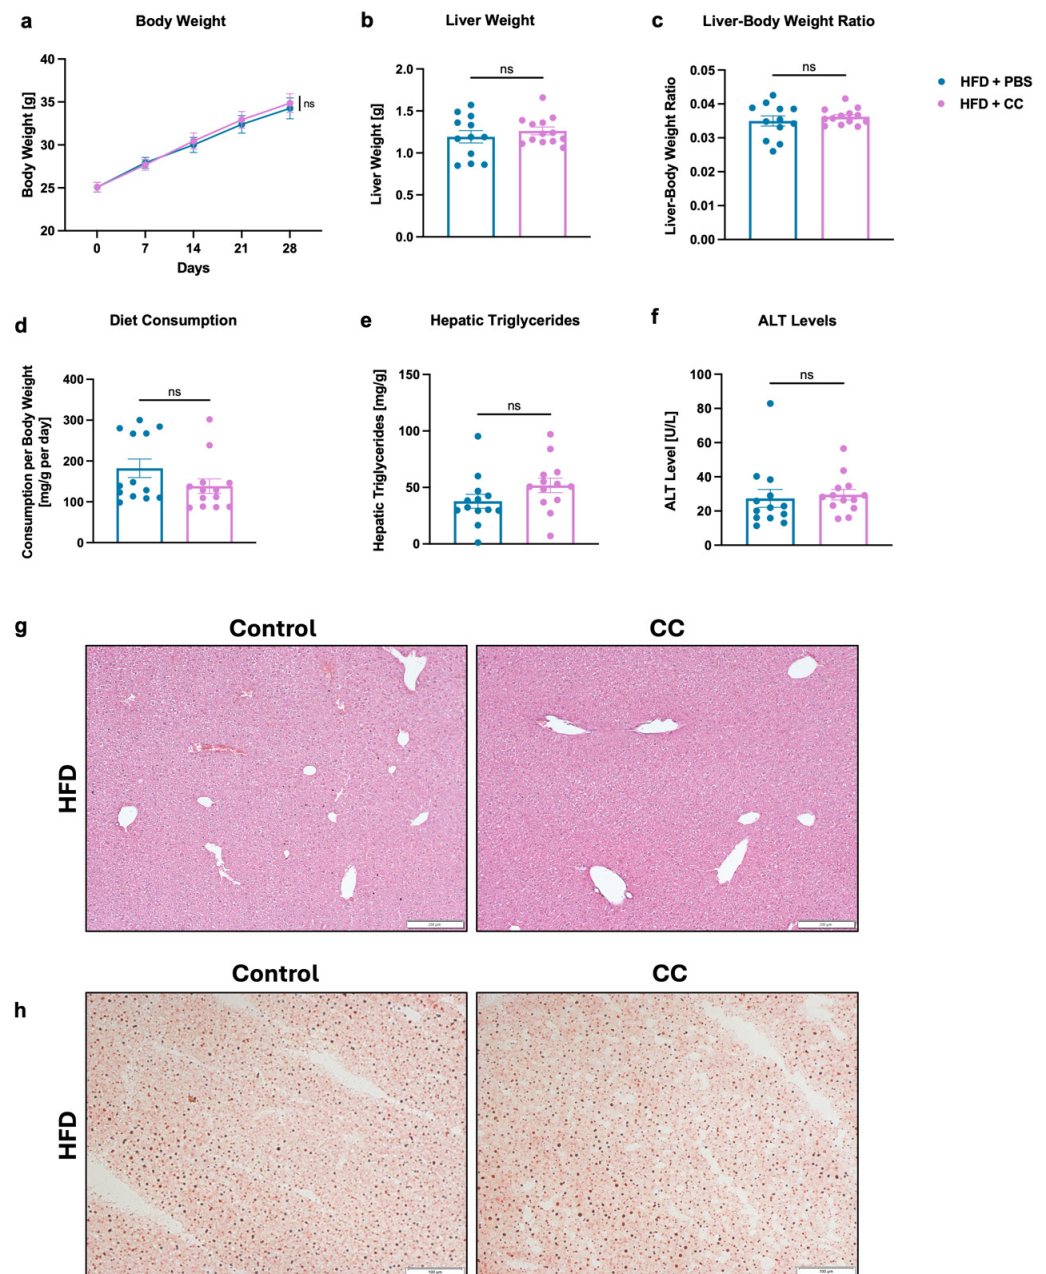 a
Body Weight
Body Weight [g]
40
35
30
25
20
ns
0 7 14 21 28
Days
b
Liver Weight
Liver Weight [g]
2.0
1.5
1.0
0.5
0.0
ns
c
Liver-Body Weight Ratio
Liver-Body Weight Ratio
0.05
0.04
0.03
0.02
0.01
0.00
ns
HFD + PBS
HFD + CC
d
Diet Consumption
Consumption per Body Weight
[mg/g per day]
400
300
200
100
0
ns
e
Hepatic Triglycerides
Hepatic Triglycerides [mg/g]
150
100
50
0
ns
f
ALT Levels
ALT Level [U/L]
100
80
60
40
20
0
ns
g
Control
CC
HFD
h
Control
CC
HFD
100 µm
100 µm